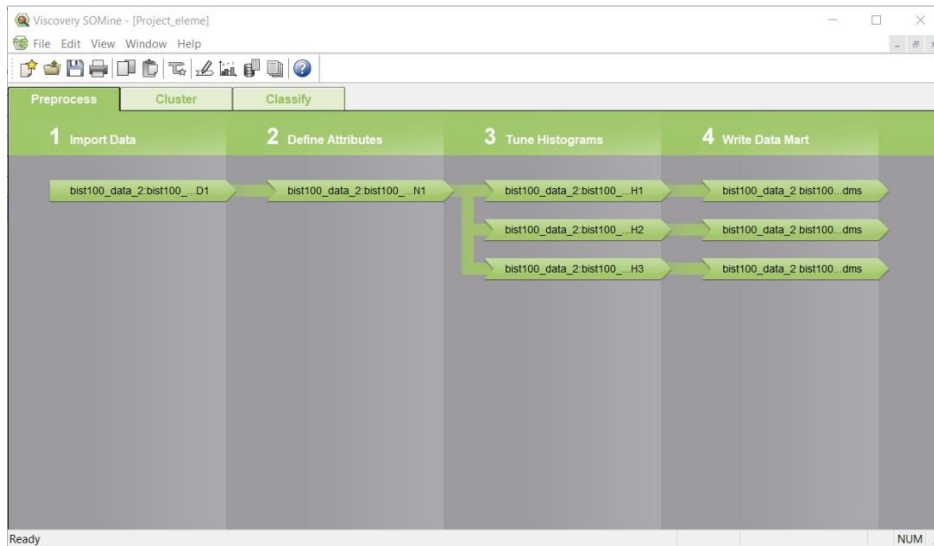 Viscovery SOMine - [Project_eleme]
File Edit View Window Help
Preprocess Cluster Classify
1 Import Data 2 Define Attributes 3 Tune Histograms 4 Write Data Mart
bist100_data_2:bist100_...D1 bist100_data_2:bist100_...N1 bist100_data_2:bist100_...H1 bist100_data_2 bist100...dms
bist100_data_2:bist100_...H2 bist100_data_2 bist100...dms
bist100_data_2:bist100_...H3 bist100_data_2 bist100...dms
Ready NUM